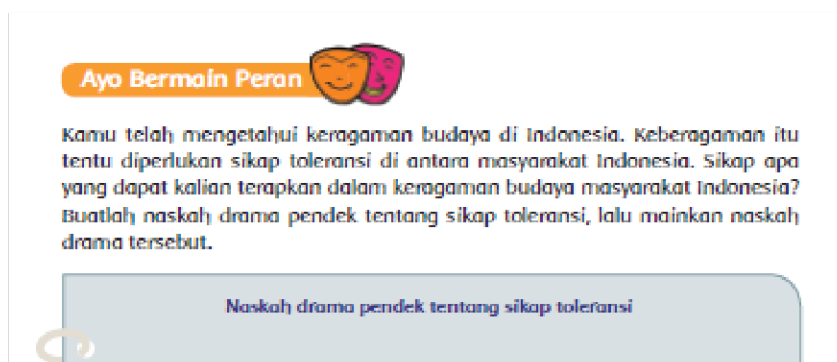 Ayo Bermain Peran
Kamu telah mengetahui keragaman budaya di Indonesia. Keberagaman itu
tentu diperlukan sikap toleransi di antara masyarakat Indonesia. Sikap apa
yang dapat kalian terapkan dalam keragaman budaya masyarakat Indonesia?
Buatlah naskah drama pendek tentang sikap toleransi, lalu mainkan naskah
drama tersebut.
Naskah drama pendek tentang sikap toleransi